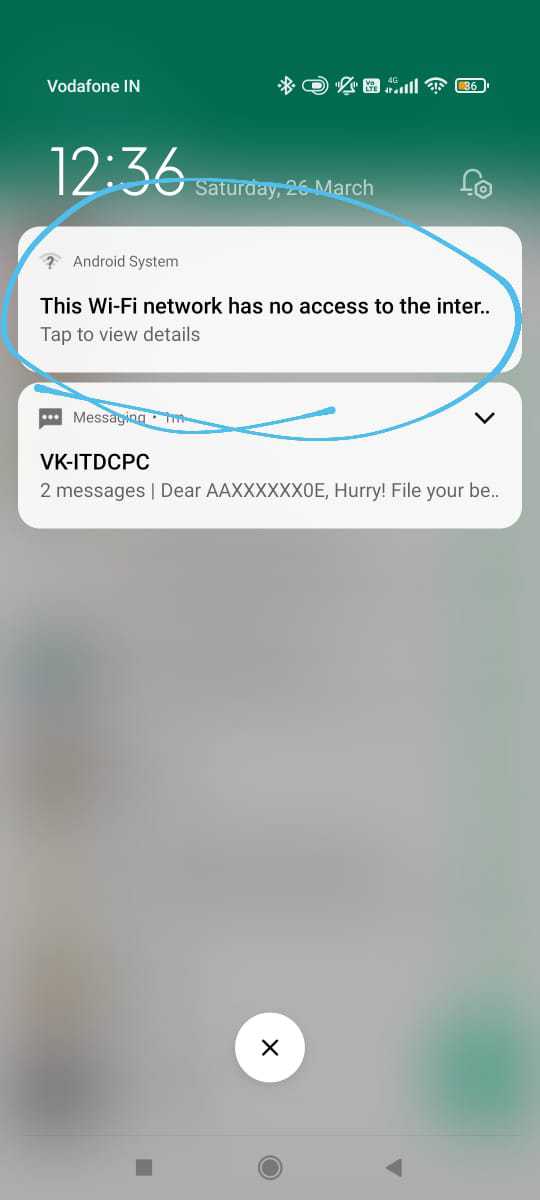 Vodafone IN
Vo LTE
4G
36
12:36 Saturday, 26 March
Android System
This Wi-Fi network has no access to the inter..
Tap to view details
Messaging • 1m
VK-ITDCPC
2 messages | Dear AAXXXXXX0E, Hurry! File your be..